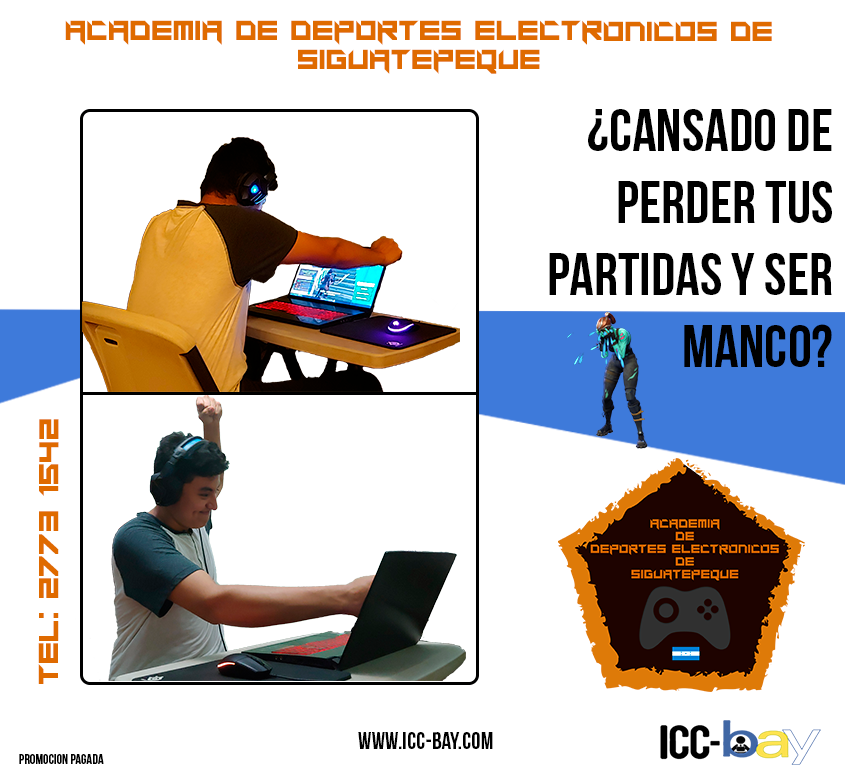 ACADEMIA DE DEPORTES ELECTRONICOS DE
SIGUATEPEQUE
¿CANSADO DE
PERDER TUS
PARTIDAS Y SER
MANCO?
TEL: 2773 1542
ACADEMIA
DE
DEPORTES ELECTRONICOS
DE
SIGUATEPEQUE
WWW.ICC-BAY.COM
ICC-bay
PROMOCION PAGADA